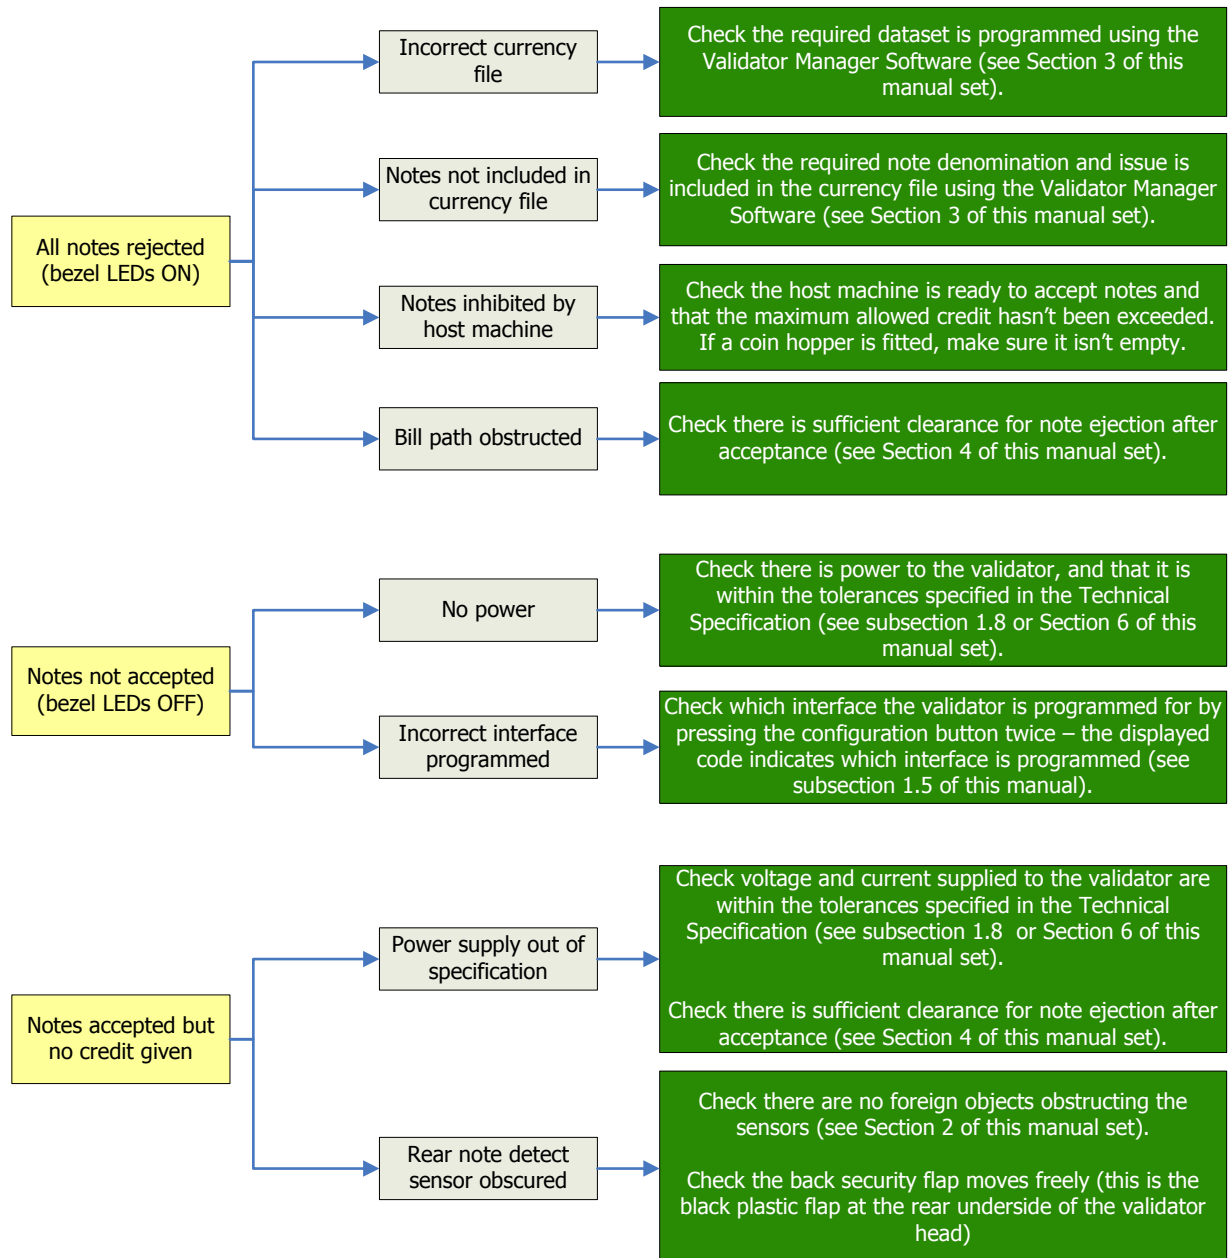 All notes rejected
(bezel LEDs ON)
Incorrect currency
file
Check the required dataset is programmed using the
Validator Manager Software (see Section 3 of this
manual set).
Notes not included in
currency file
Check the required note denomination and issue is
included in the currency file using the Validator Manager
Software (see Section 3 of this manual set).
Notes inhibited by
host machine
Check the host machine is ready to accept notes and
that the maximum allowed credit hasn’t been exceeded.
If a coin hopper is fitted, make sure it isn’t empty.
Bill path obstructed
Check there is sufficient clearance for note ejection after
acceptance (see Section 4 of this manual set).
Notes not accepted
(bezel LEDs OFF)
No power
Check there is power to the validator, and that it is
within the tolerances specified in the Technical
Specification (see subsection 1.8 or Section 6 of this
manual set).
Incorrect interface
programmed
Check which interface the validator is programmed for by
pressing the configuration button twice – the displayed
code indicates which interface is programmed (see
subsection 1.5 of this manual).
Notes accepted but
no credit given
Power supply out of
specification
Check voltage and current supplied to the validator are
within the tolerances specified in the Technical
Specification (see subsection 1.8 or Section 6 of this
manual set).
Check there is sufficient clearance for note ejection after
acceptance (see Section 4 of this manual set).
Rear note detect
sensor obscured
Check there are no foreign objects obstructing the
sensors (see Section 2 of this manual set).
Check the back security flap moves freely (this is the
black plastic flap at the rear underside of the validator
head)